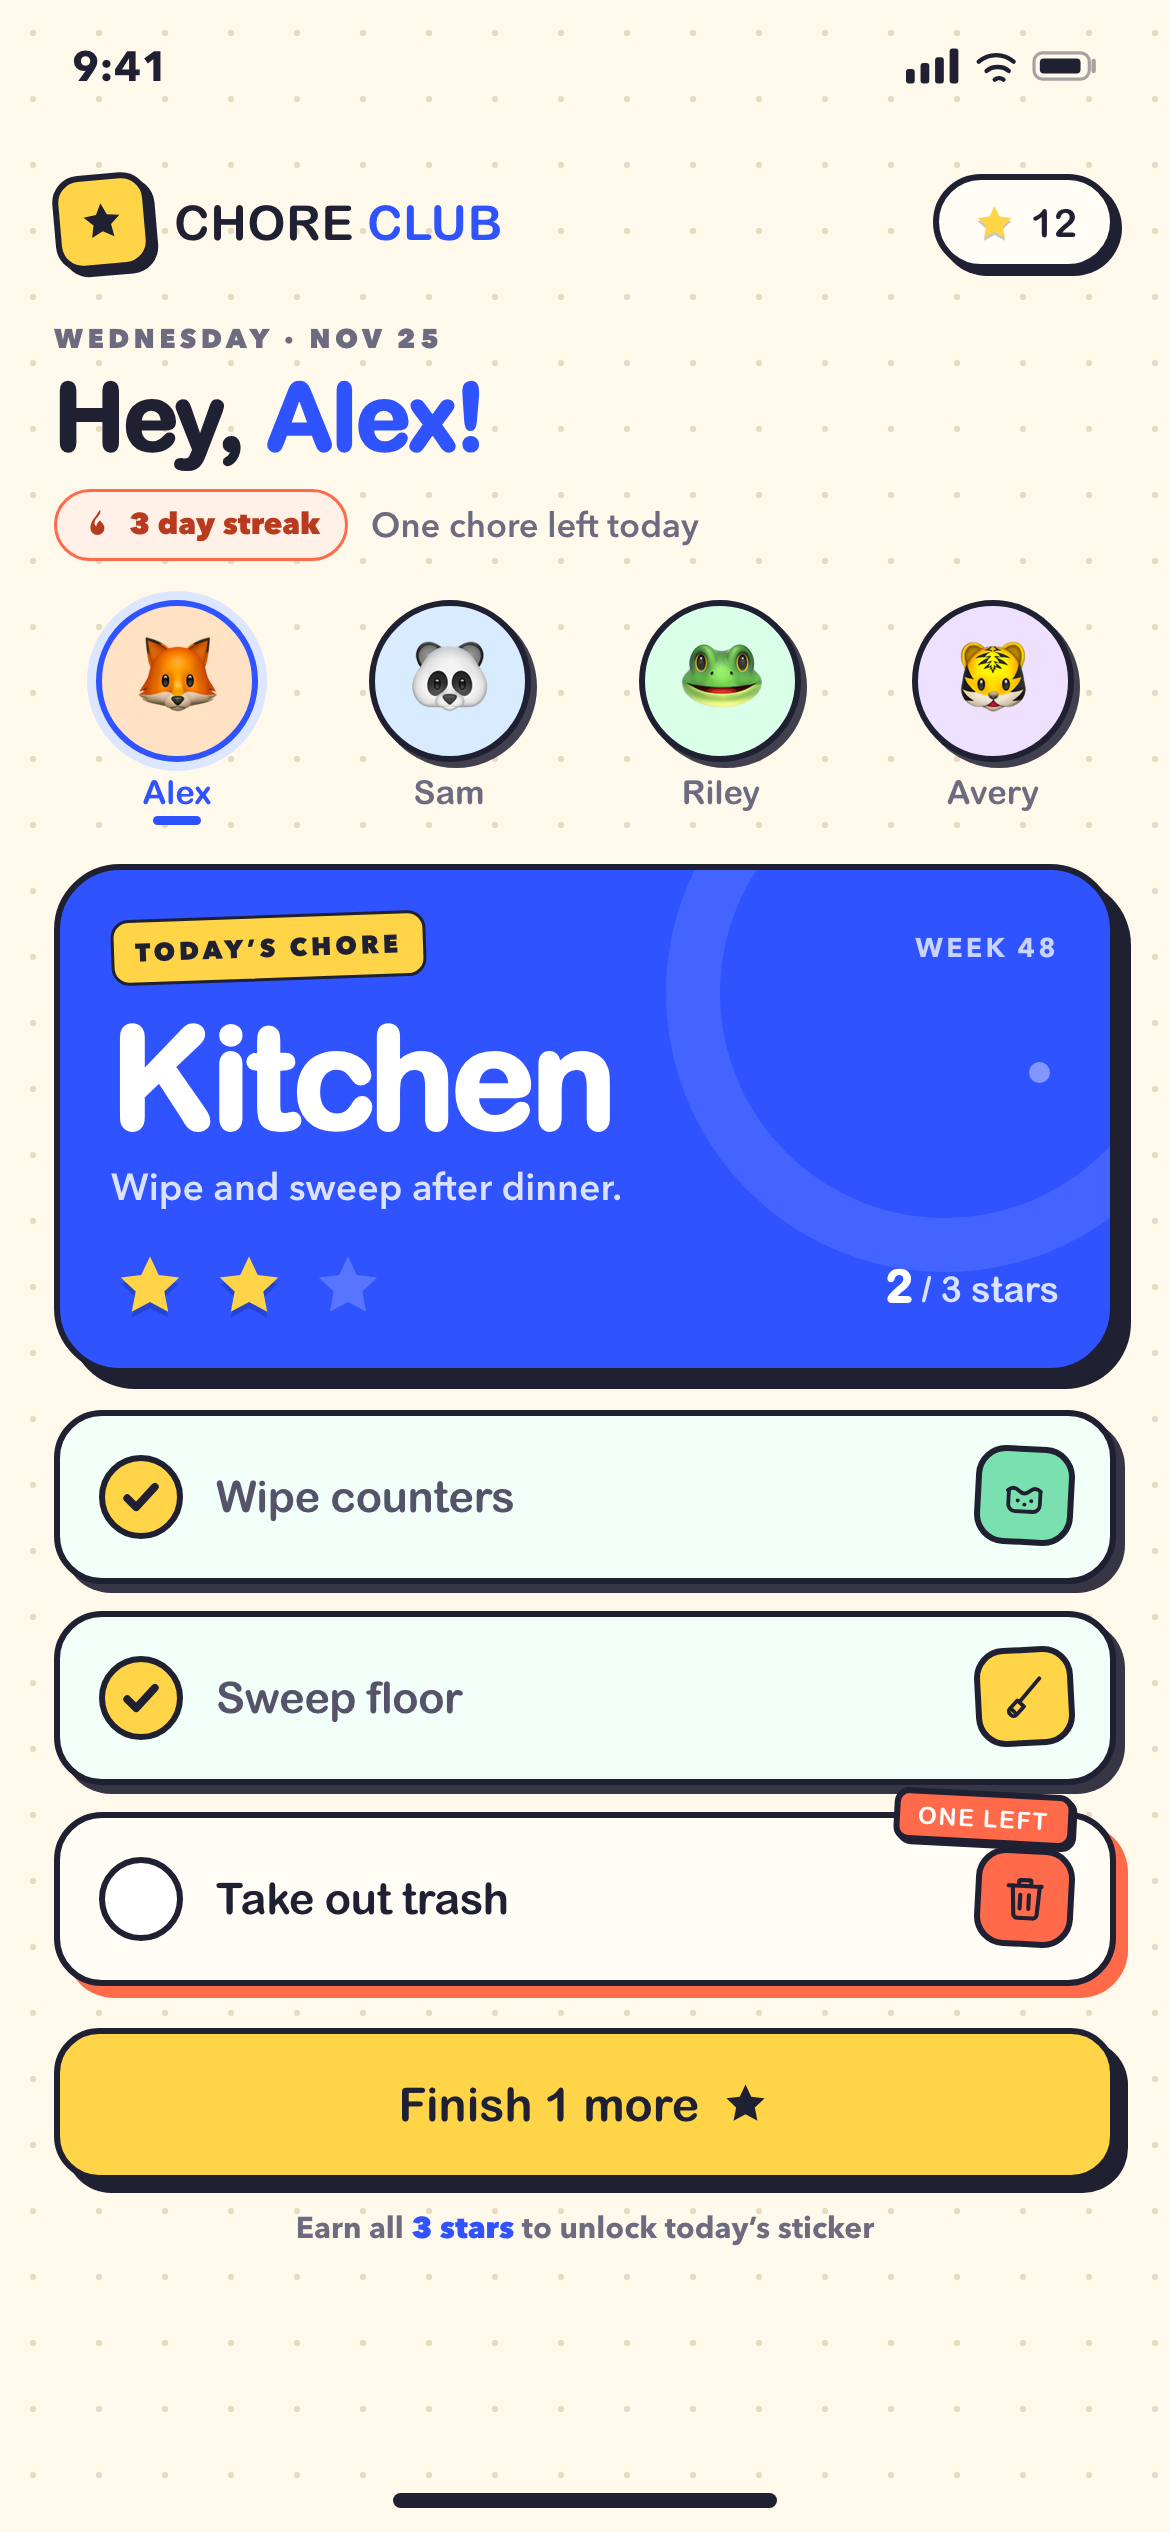 9:41
CHORE CLUB
12
WEDNESDAY · NOV 25
Hey, Alex!
3 day streak
One chore left today
Alex
Sam
Riley
Avery
TODAY’S CHORE
WEEK 48
Kitchen
Wipe and sweep after dinner.
2 / 3 stars
Wipe counters
Sweep floor
ONE LEFT
Take out trash
Finish 1 more
Earn all 3 stars to unlock today’s sticker